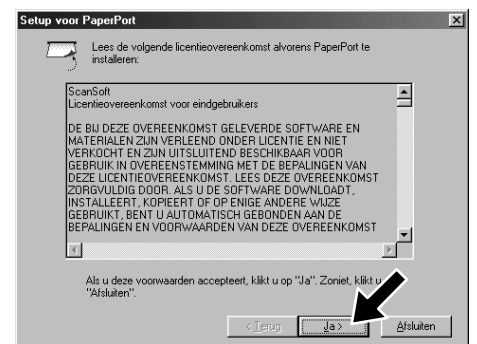 Setup voor PaperPort
Lees de volgende licentieovereenkomst alvorens PaperPort te
installeren:
ScanSoft
Licentieovereenkomst voor eindgebruikers
DE BIJ DEZE OVEREENKOMST GELEVERDE SOFTWARE EN
MATERIALEN ZIJN VERLEEND ONDER LICENTIE EN NIET
VERKOCHT EN ZIJN UITSLUITEND BESCHIKBAAR VOOR
GEBRUIK IN OVEREENSTEMMING MET DE BEPALINGEN VAN
DEZE LICENTIEOVEREENKOMST. LEES DEZE OVEREENKOMST
ZORGVULDIG DOOR. ALS U DE SOFTWARE DOWNLOADT,
INSTALLEERT, KOPIEERT OF OP ENIGE ANDERE WIJZE
GEBRUIKT, BENT U AUTOMATISCH GEBONDEN AAN DE
BEPALINGEN EN VOORWAARDEN VAN DEZE OVEREENKOMST
Als u deze voorwaarden accepteert, klikt u op "Ja". Zoniet, klikt u
"Afsluiten".
< Terug Ja > Afsluiten